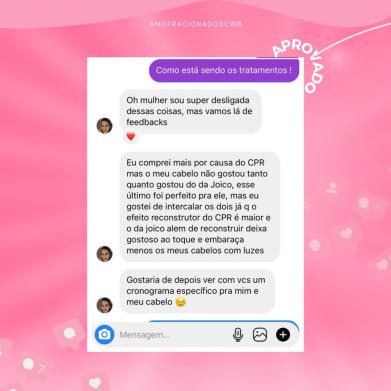 AMOFRACIONADOSCWB
APROVADO
Como está sendo os tratamentos !
Oh mulher sou super desligada
dessas coisas, mas vamos lá de
feedbacks
Eu comprei mais por causa do CPR
mas o meu cabelo não gostou tanto
quanto gostou do da Joico, esse
último foi perfeito pra ele, mas eu
gostei de intercalar os dois já q o
efeito reconstrutor do CPR é maior e
o da joico alem de reconstruir deixa
gostoso ao toque e embaraça
menos os meus cabelos com luzes
Gostaria de depois ver com vcs um
cronograma específico pra mim e
meu cabelo 😉
Mensagem...
7
7